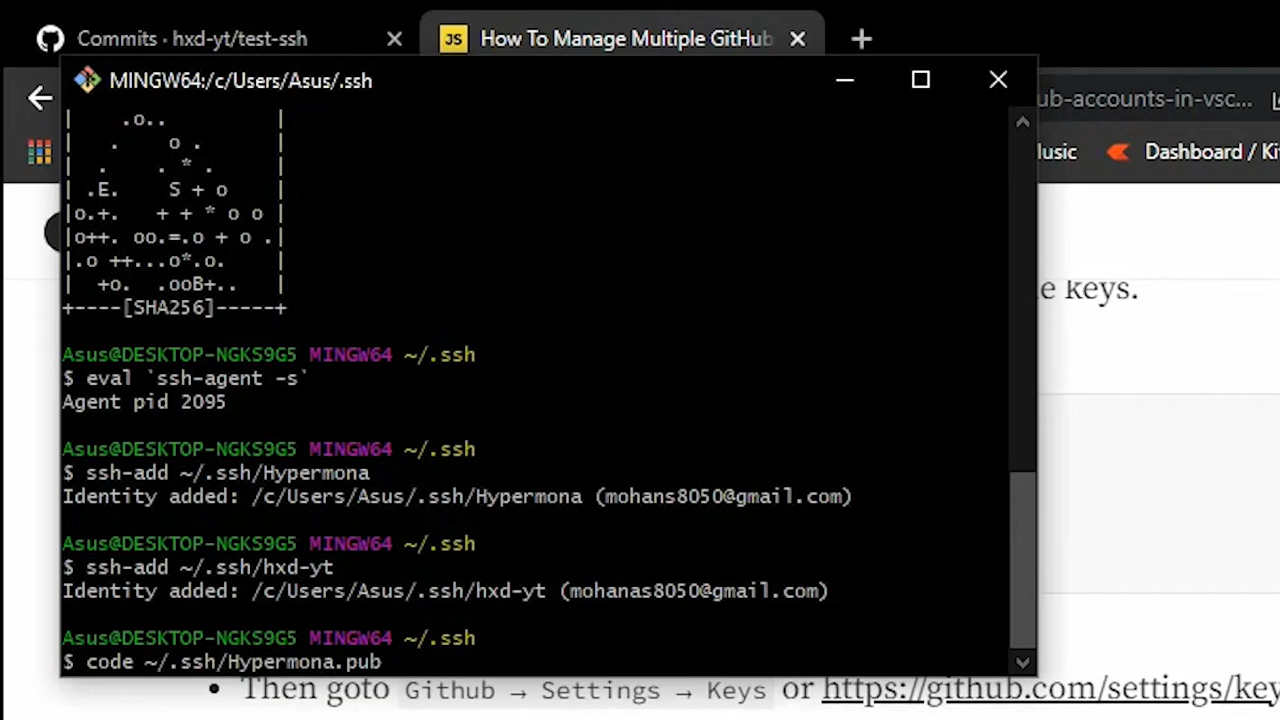 Commits · hxd-yt/test-ssh
JS How To Manage Multiple GitHub
MINGW64:/c/Users/Asus/.ssh
ub-accounts-in-vsc...
Music
Dashboard / Ki
|    .o..         |
|   .    o .      |
|  .    . * .     |
| .E.    S + o    |
|o.+.   + + * o o |
|o++. oo.=.o + o .|
|.o ++...o*.o.    |
|  +o.  .ooB+..   |
+----[SHA256]-----+
e keys.
Asus@DESKTOP-NGKS9G5 MINGW64 ~/.ssh
$ eval `ssh-agent -s`
Agent pid 2095
Asus@DESKTOP-NGKS9G5 MINGW64 ~/.ssh
$ ssh-add ~/.ssh/Hypermona
Identity added: /c/Users/Asus/.ssh/Hypermona (mohans8050@gmail.com)
Asus@DESKTOP-NGKS9G5 MINGW64 ~/.ssh
$ ssh-add ~/.ssh/hxd-yt
Identity added: /c/Users/Asus/.ssh/hxd-yt (mohanas8050@gmail.com)
Asus@DESKTOP-NGKS9G5 MINGW64 ~/.ssh
$ code ~/.ssh/Hypermona.pub
• Then goto Github → Settings → Keys or https://github.com/settings/key